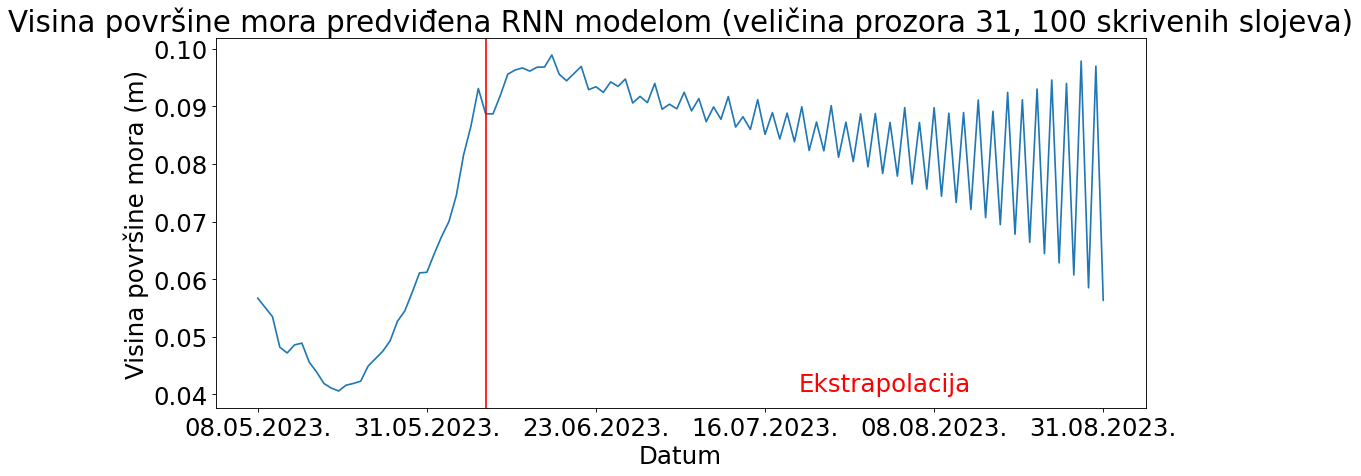 Visina površine mora predviđena RNN modelom (veličina prozora 31, 100 skrivenih slojeva)
Visina površine mora (m)
0.10
0.09
0.08
0.07
0.06
0.05
0.04
Ekstrapolacija
08.05.2023. 31.05.2023. 23.06.2023. 16.07.2023. 08.08.2023. 31.08.2023.
Datum